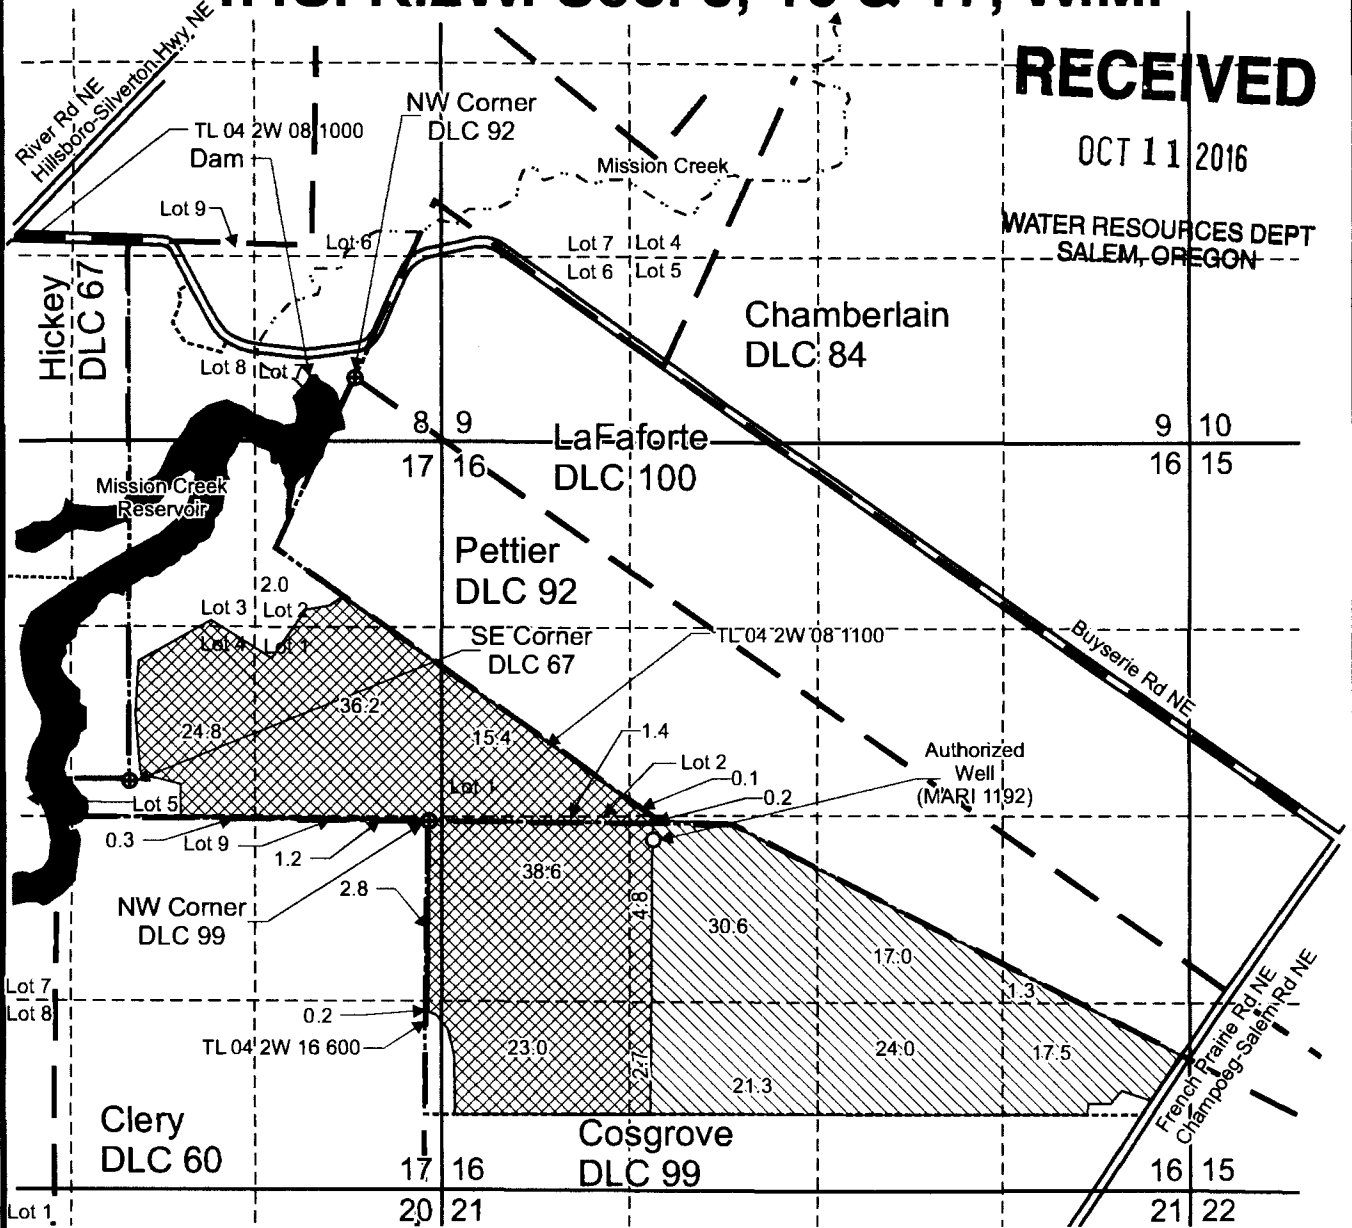 RECEIVED
OCT 11 2016
WATER RESOURCES DEPT
SALEM, OREGON
River Rd NE
Hillsboro-Silverton Hwy NE
TL 04 2W 08 1000
Dam
NW Corner
DLC 92
Mission Creek
Lot 9
Lot 6
Lot 7
Lot 4
Lot 6
Lot 5
Hickey
DLC 67
Chamberlain
DLC 84
Lot 8
Lot 7
8 9
17 16
9 10
16 15
LaFaforte
DLC 100
Mission Creek
Reservoir
Pettier
DLC 92
2.0
Lot 3
Lot 2
Lot 4
Lot 1
SE Corner
DLC 67
TL 04 2W 08 1100
Buyserie Rd NE
24.8
36.2
15.4
1.4
Lot 2
0.1
0.2
Authorized
Well
(MARI 1192)
Lot 1
Lot 5
0.3
Lot 9
1.2
2.8
38.6
4.8
30.6
17.0
1.3
NW Corner
DLC 99
Lot 7
Lot 8
0.2
TL 04 2W 16 600
23.0
2.7
21.3
24.0
17.5
French Prairie Rd NE
Champoeg-Salem Rd NE
Clery
DLC 60
Cosgrove
DLC 99
17 16
20 21
16 15
21 22
Lot 1